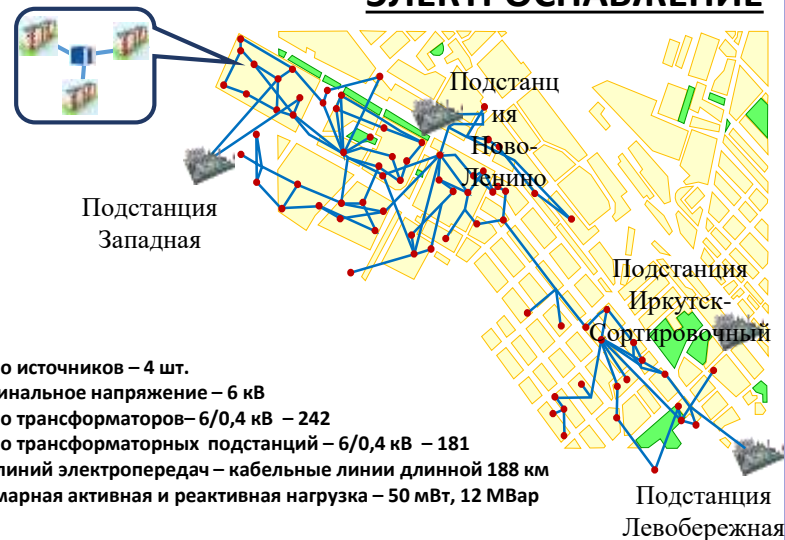 ЭЛЕКТРОСНАБЖЕНИЕ
Подстанц
ия
Ново-
Ленино
Подстанция
Западная
Подстанция
Иркутск-
Сортировочный
о источников – 4 шт.
инальное напряжение – 6 кВ
о трансформаторов– 6/0,4 кВ – 242
о трансформаторных подстанций – 6/0,4 кВ – 181
линий электропередач – кабельные линии длинной 188 км
марная активная и реактивная нагрузка – 50 мВт, 12 МВар
Подстанция
Левобережная